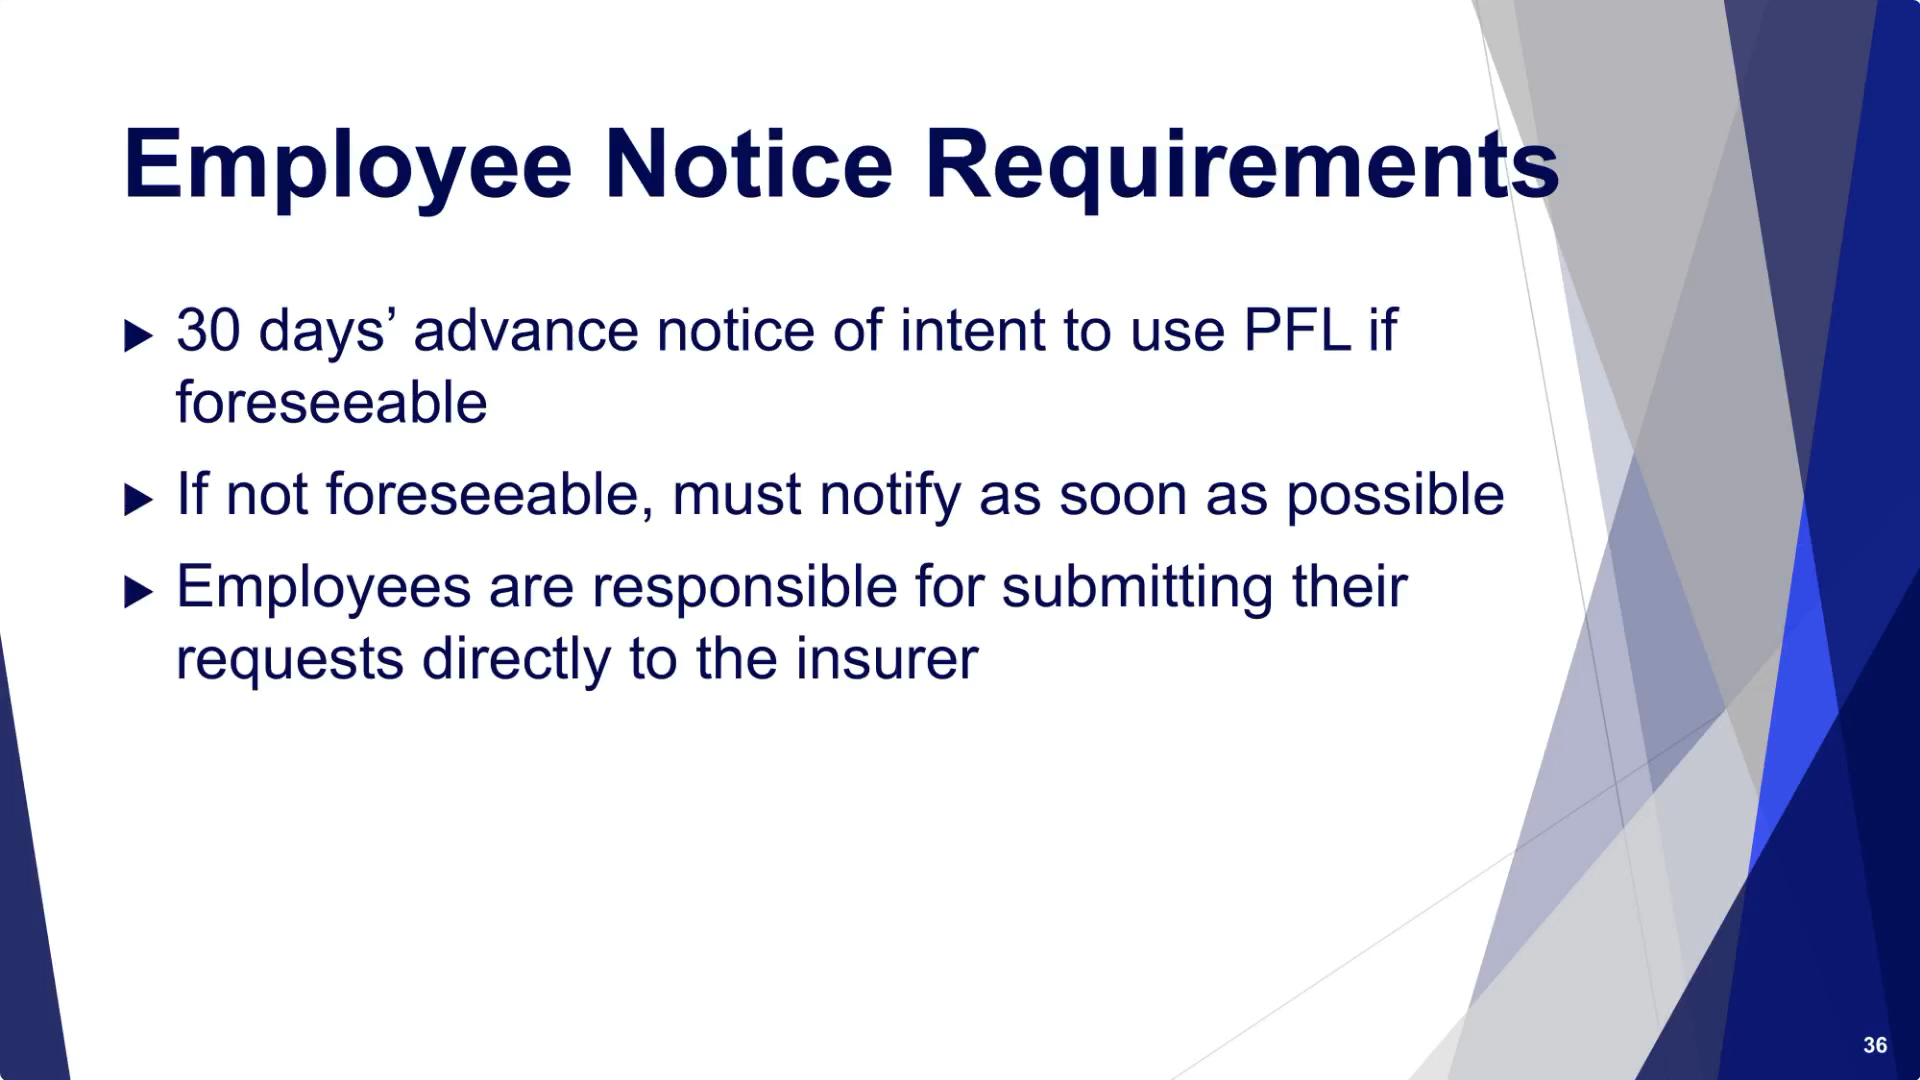 Employee Notice Requirements
30 days’ advance notice of intent to use PFL if
foreseeable
If not foreseeable, must notify as soon as possible
Employees are responsible for submitting their
requests directly to the insurer
36